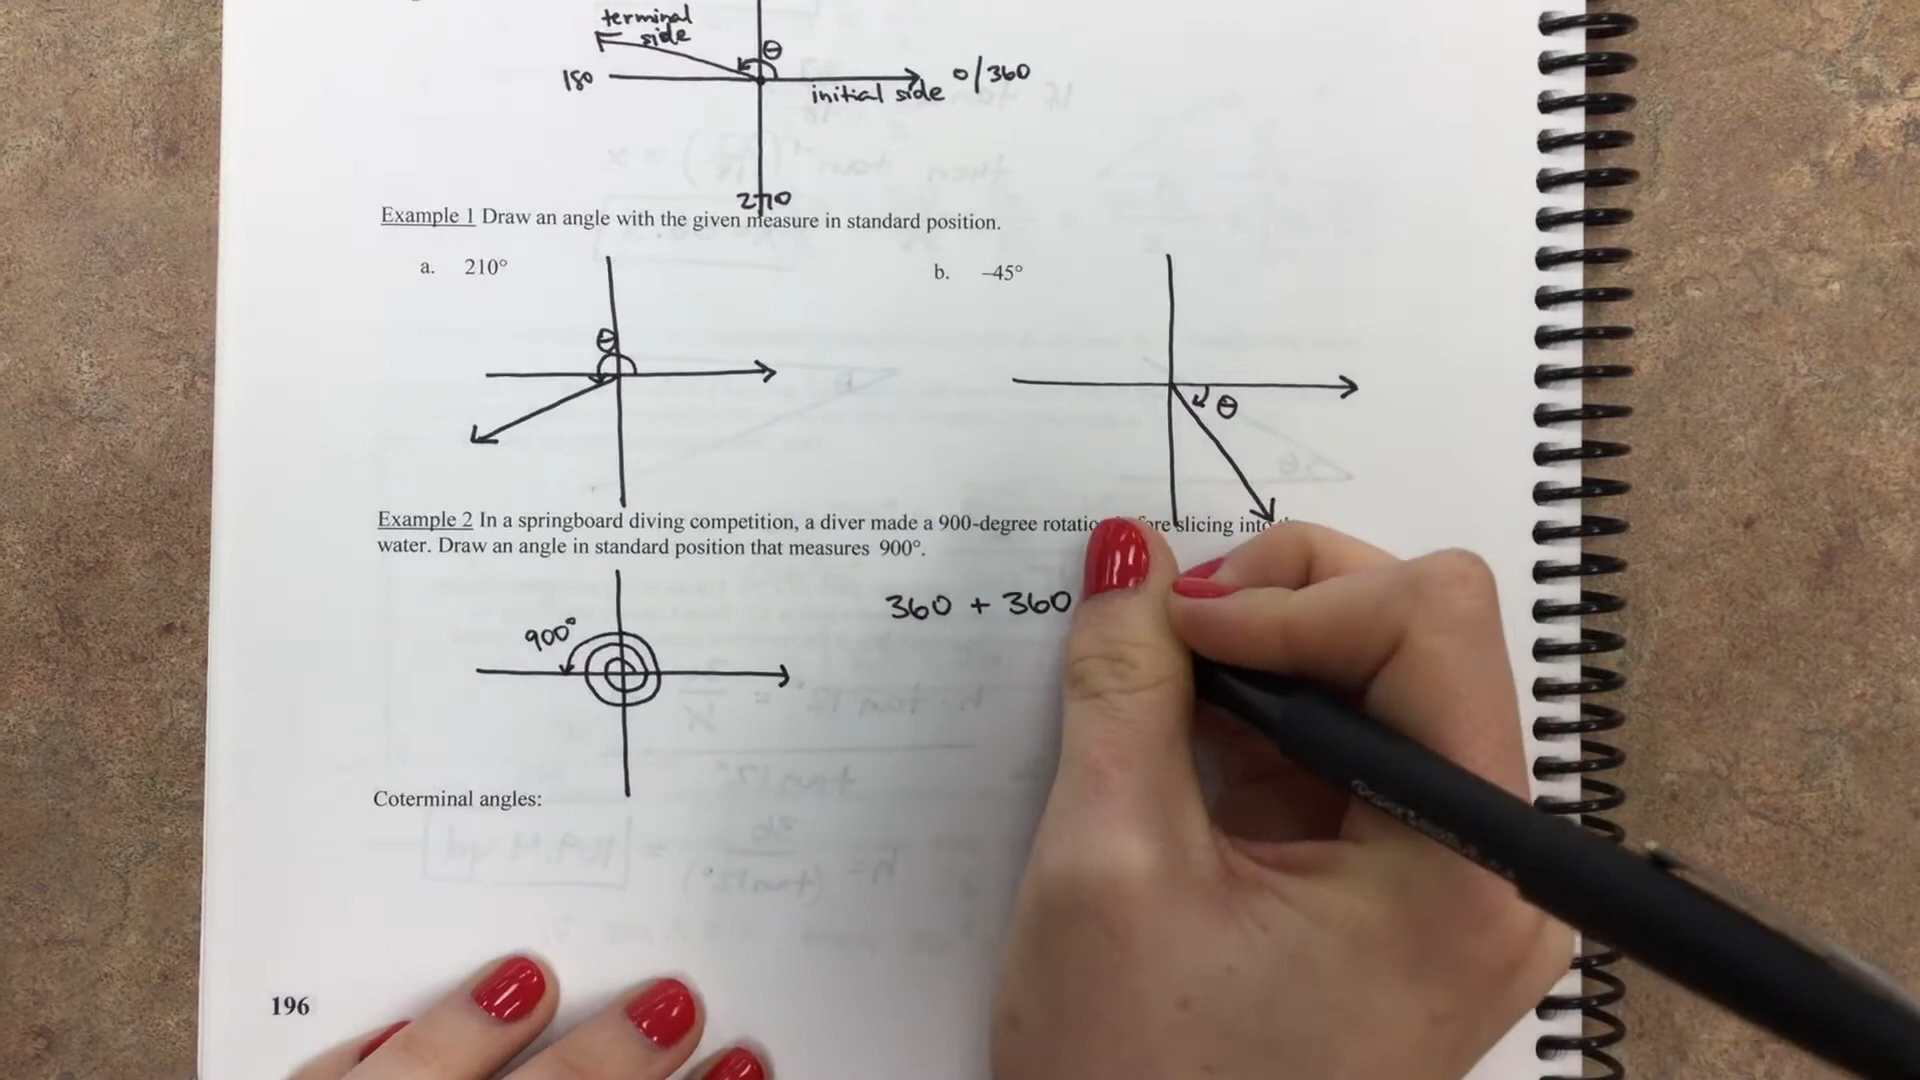 terminal
side
θ
180
0/360
initial side
270
Example 1 Draw an angle with the given measure in standard position.
a. 210°
b. –45°
θ
θ
Example 2 In a springboard diving competition, a diver made a 900-degree slicing into
water. Draw an angle in standard position that measures 900°.
360 + 360
900°
Coterminal angles:
196